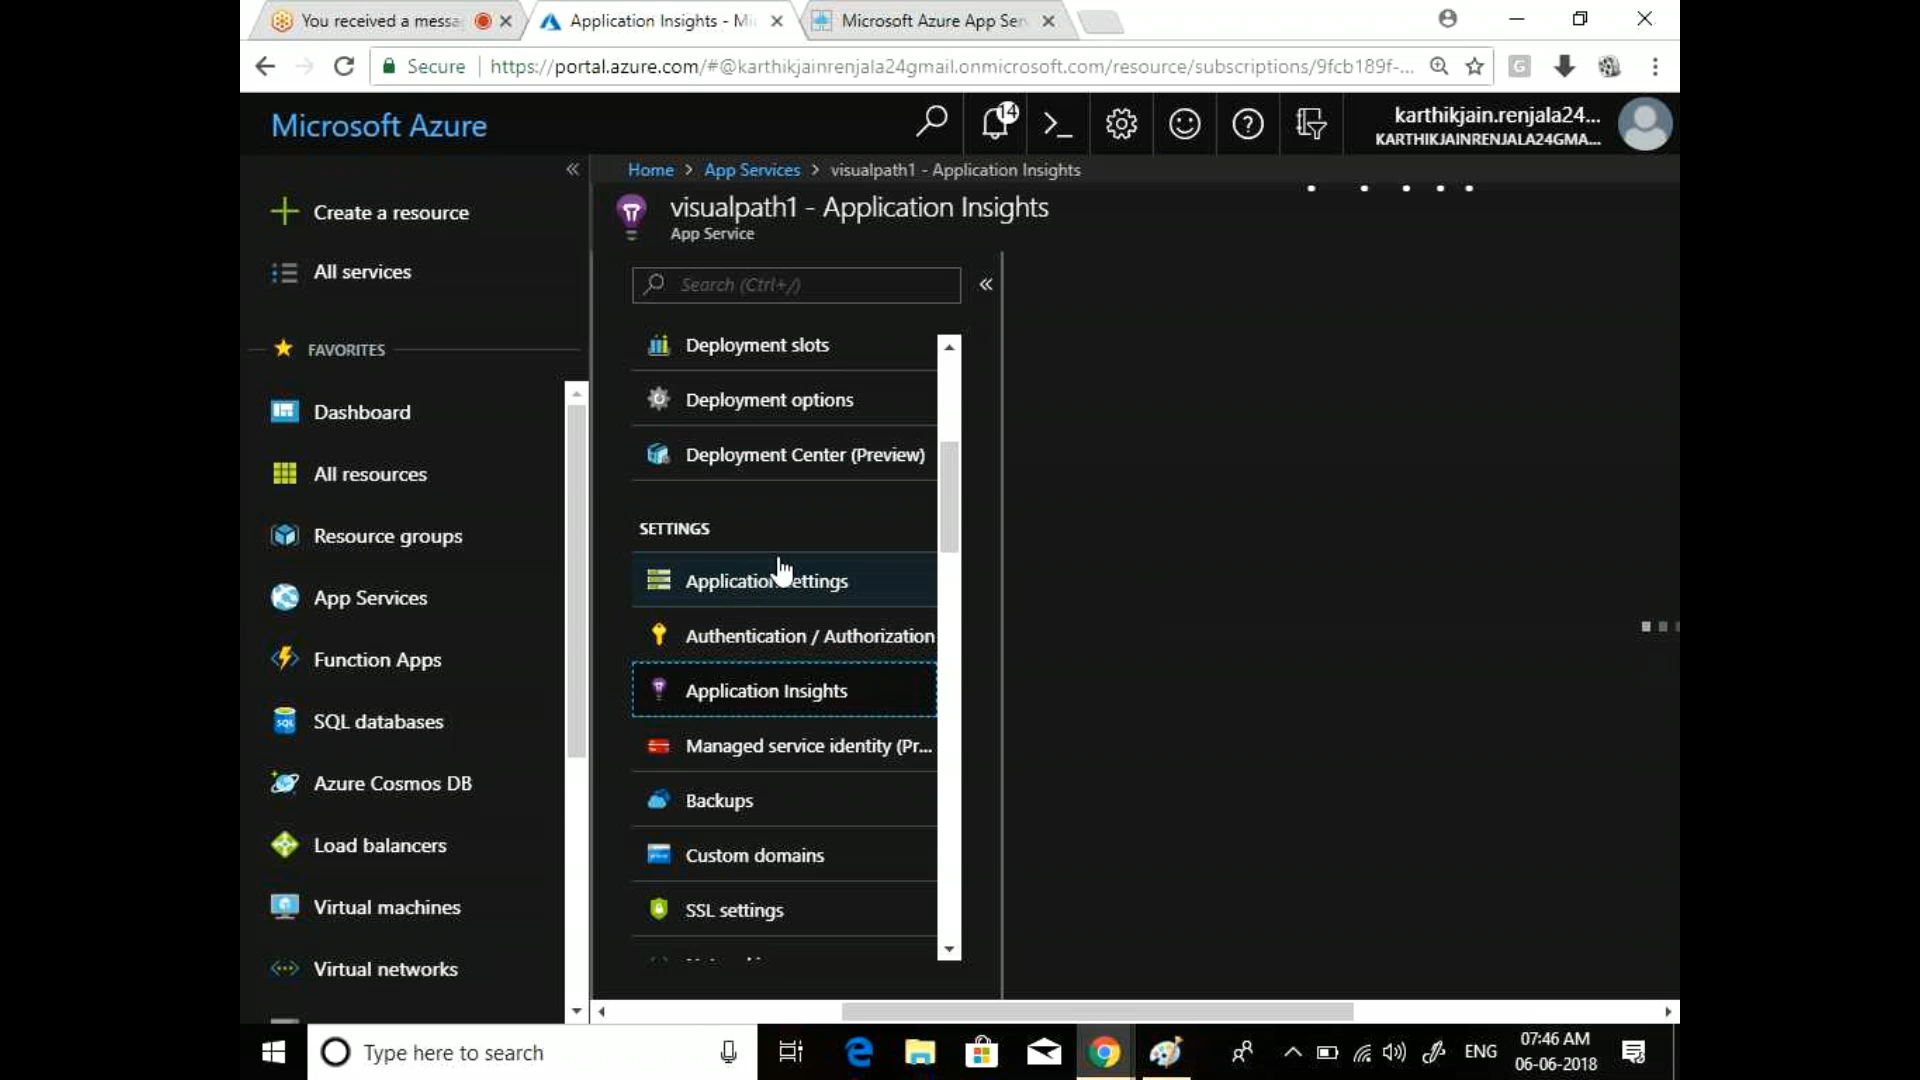 You received a messa
Application Insights - Mi
Microsoft Azure App Ser
Secure
https://portal.azure.com/#@karthikjainrenjala24gmail.onmicrosoft.com/resource/subscriptions/9fcb189f-...
G
Microsoft Azure
14
karthikjain.renjala24...
KARTHIKJAINRENJALA24GMA...
Home > App Services > visualpath1 - Application Insights
visualpath1 - Application Insights
App Service
Create a resource
All services
FAVORITES
Dashboard
All resources
Resource groups
App Services
Function Apps
SQL databases
Azure Cosmos DB
Load balancers
Virtual machines
Virtual networks
Search (Ctrl+/)
Deployment slots
Deployment options
Deployment Center (Preview)
SETTINGS
Application settings
Authentication / Authorization
Application Insights
Managed service identity (Pr...
Backups
Custom domains
SSL settings
Type here to search
ENG
07:46 AM
06-06-2018